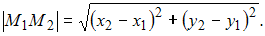 |M₁M₂| = √((x₂ − x₁)² + (y₂ − y₁)²).